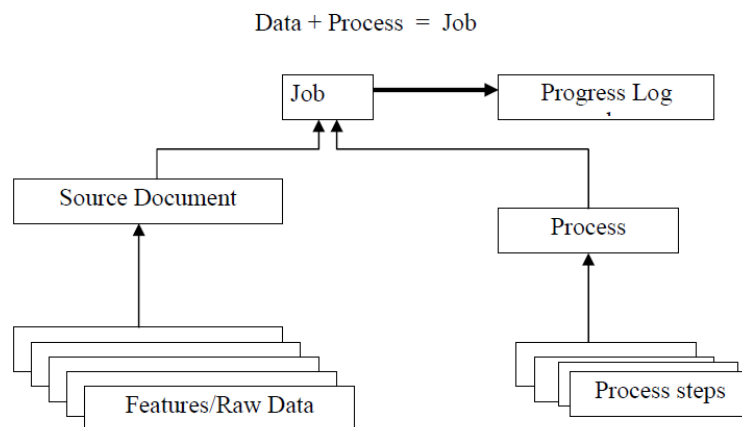 Data + Process = Job
Job
Progress Log
Source Document
Process
Features/Raw Data
Process steps